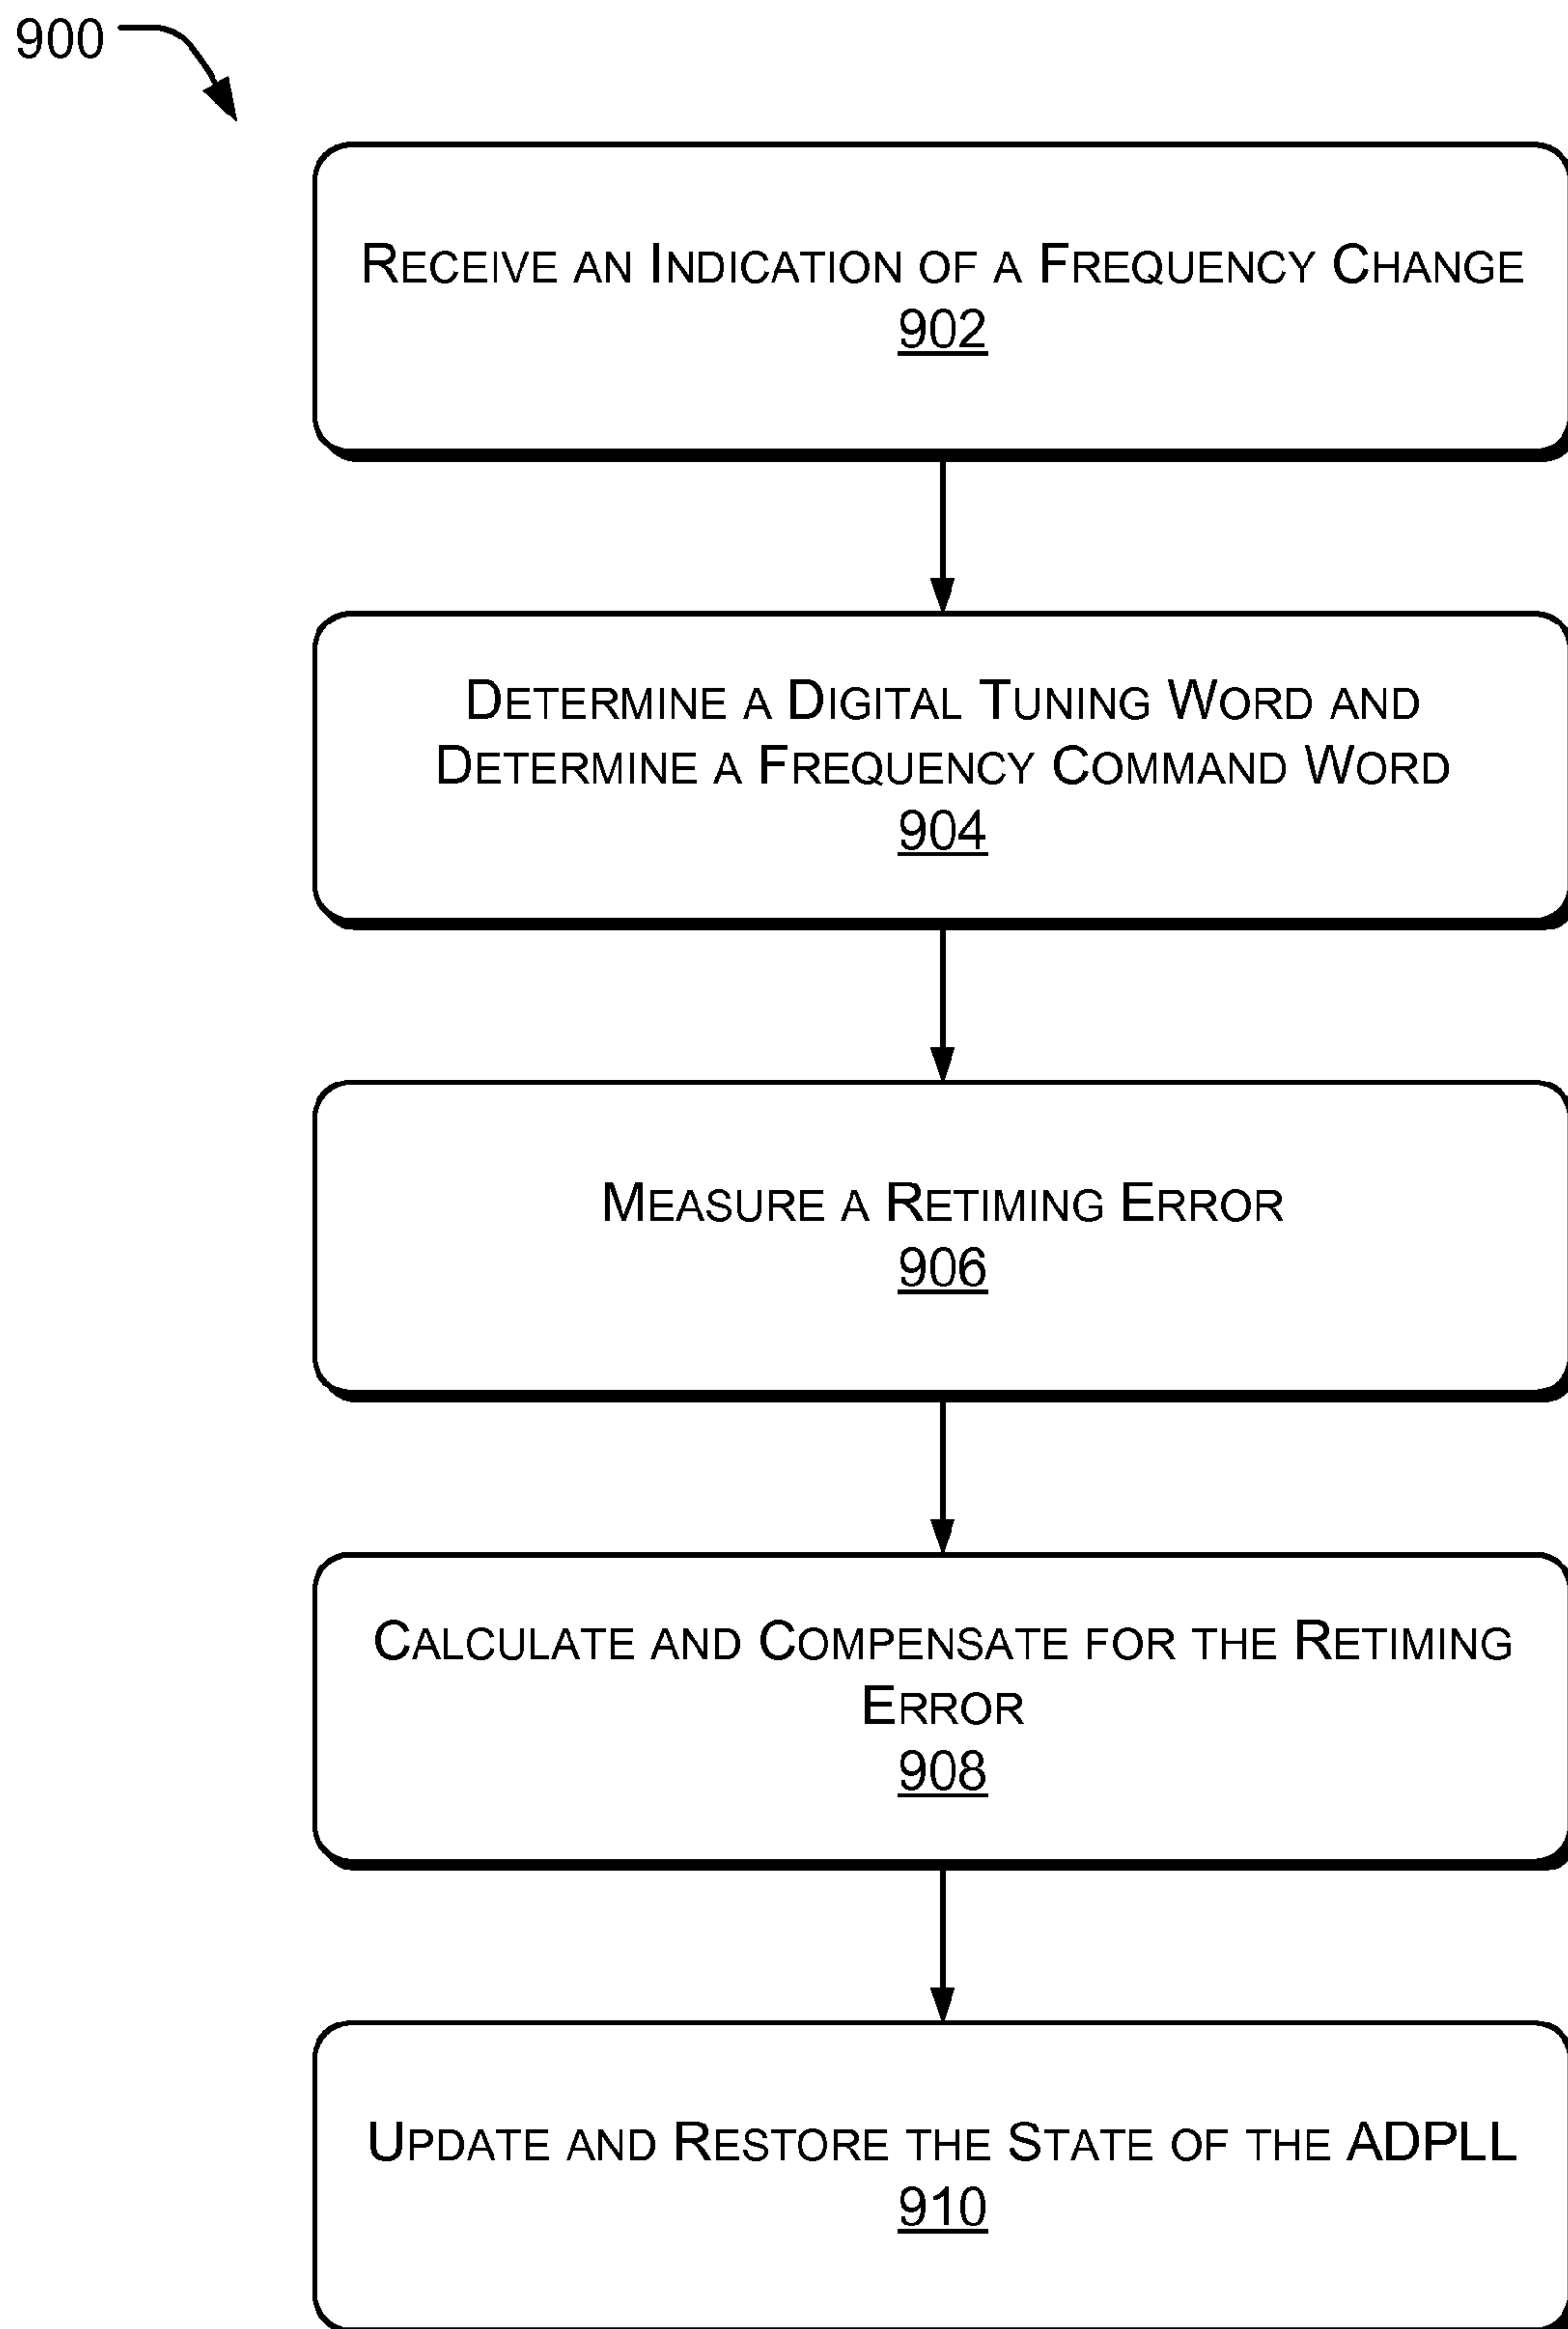 900
RECEIVE AN INDICATION OF A FREQUENCY CHANGE
902
DETERMINE A DIGITAL TUNING WORD AND
DETERMINE A FREQUENCY COMMAND WORD
904
MEASURE A RETIMING ERROR
906
CALCULATE AND COMPENSATE FOR THE RETIMING
ERROR
908
UPDATE AND RESTORE THE STATE OF THE ADPLL
910